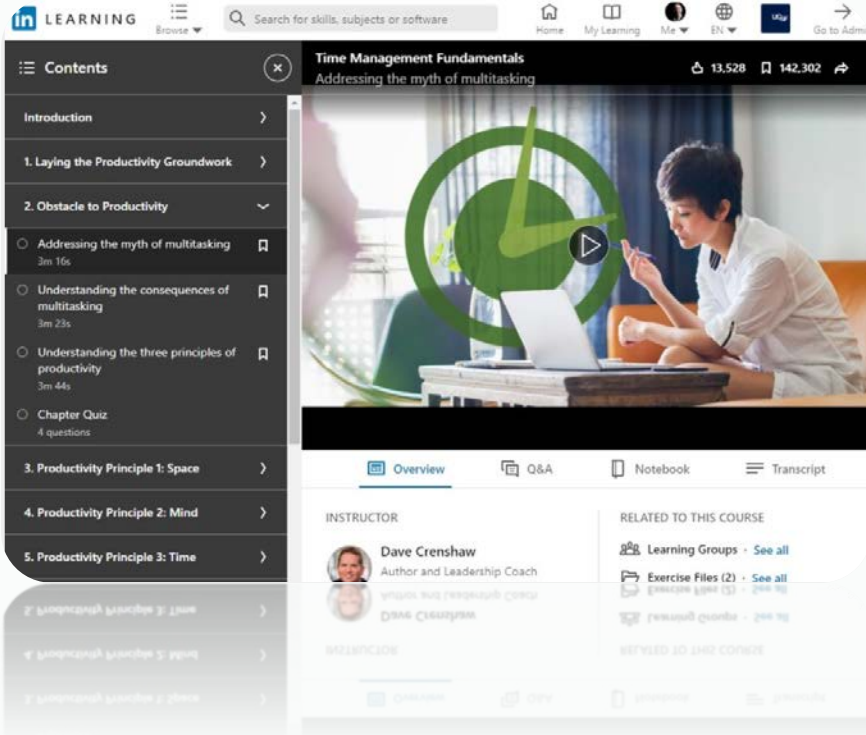 in LEARNING
Browse
Search for skills, subjects or software
Home
My Learning
Me
EN
Go to Admi
Contents
Introduction
1. Laying the Productivity Groundwork
2. Obstacle to Productivity
Addressing the myth of multitasking
3m 16s
Understanding the consequences of
multitasking
3m 23s
Understanding the three principles of
productivity
3m 44s
Chapter Quiz
4 questions
3. Productivity Principle 1: Space
4. Productivity Principle 2: Mind
5. Productivity Principle 3: Time
Time Management Fundamentals
Addressing the myth of multitasking
13,528
142,302
Overview
Q&A
Notebook
Transcript
INSTRUCTOR
Dave Crenshaw
Author and Leadership Coach
RELATED TO THIS COURSE
Learning Groups · See all
Exercise Files (2) · See all